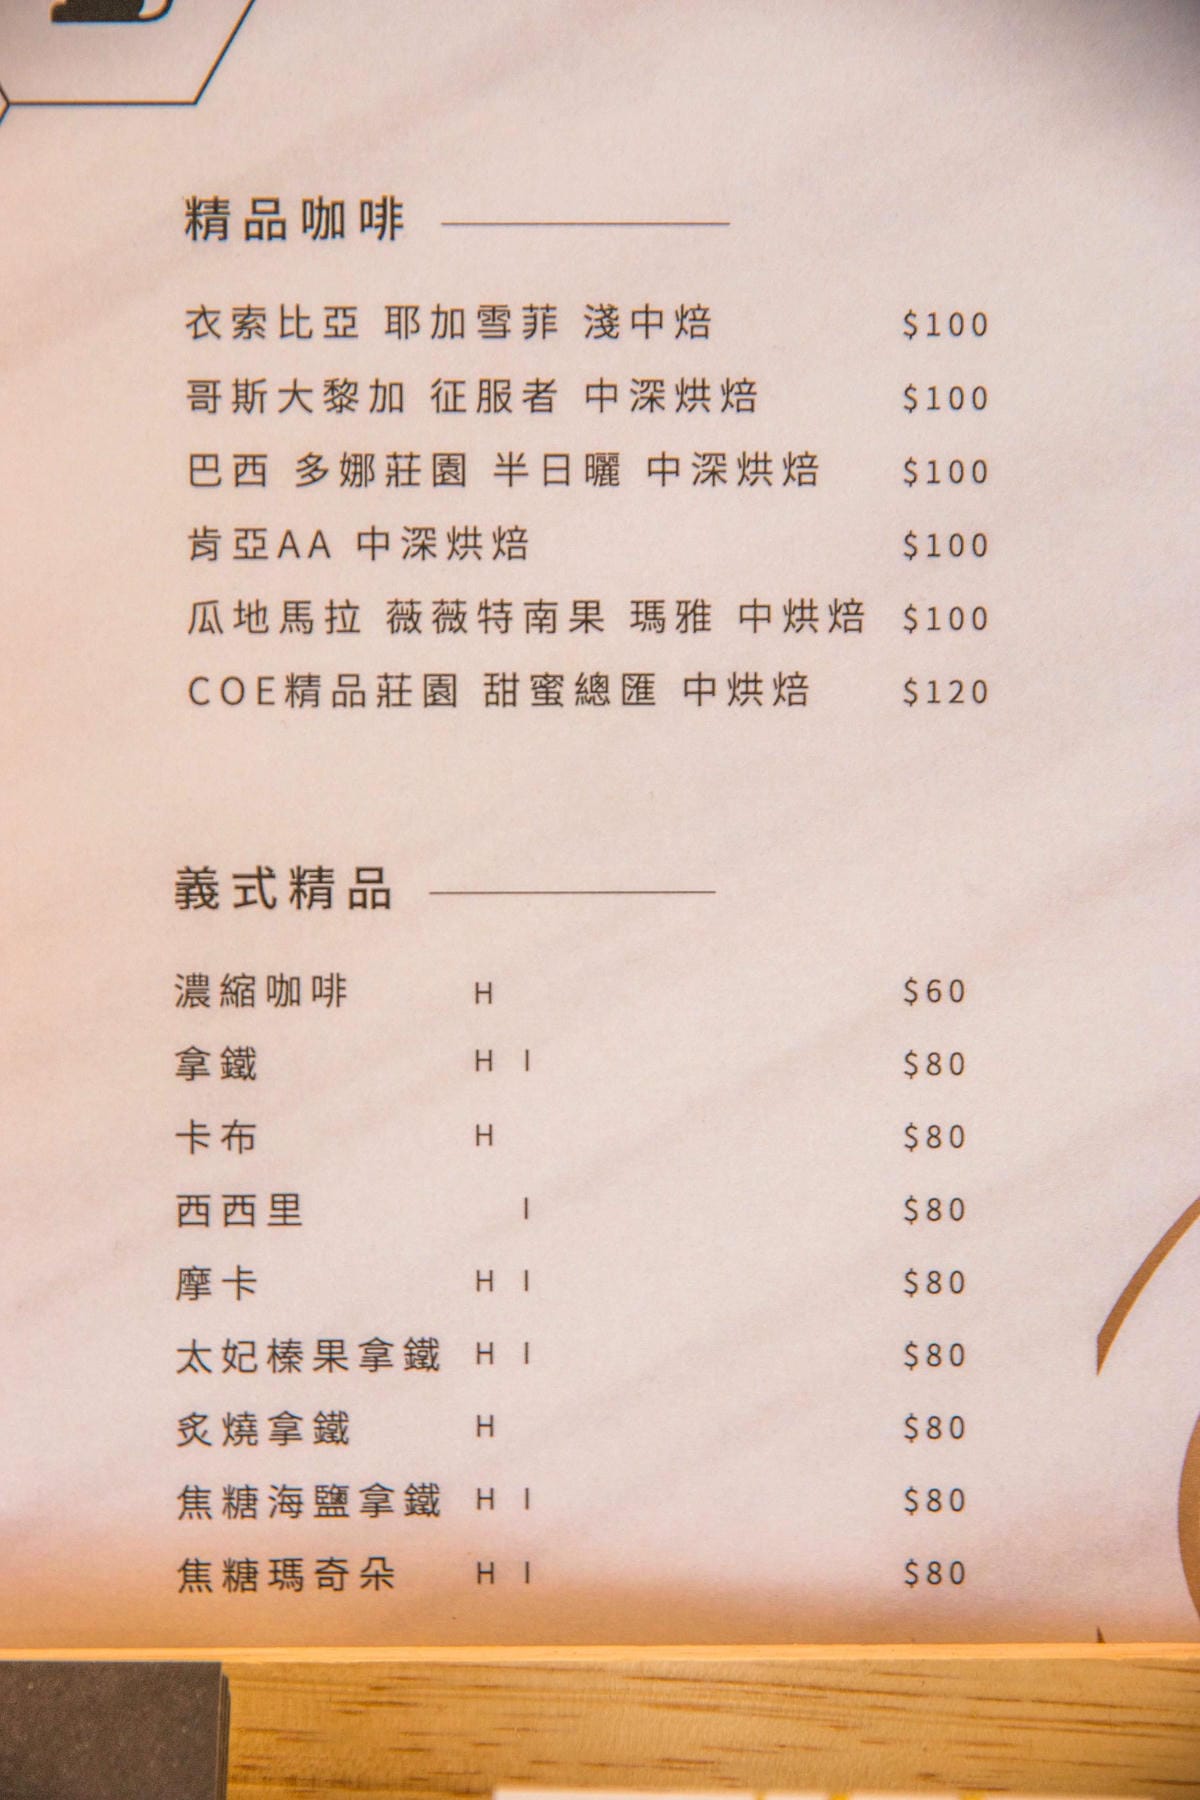 精品咖啡
衣索比亞 耶加雪菲 淺中焙 $100
哥斯大黎加 征服者 中深烘焙 $100
巴西 多娜莊園 半日曬 中深烘焙 $100
肯亞AA 中深烘焙 $100
瓜地馬拉 薇薇特南果 瑪雅 中烘焙 $100
COE精品莊園 甜蜜總匯 中烘焙 $120
義式精品
濃縮咖啡 H $60
拿鐵 H I $80
卡布 H $80
西西里 I $80
摩卡 H I $80
太妃榛果拿鐵 H I $80
炙燒拿鐵 H $80
焦糖海鹽拿鐵 H I $80
焦糖瑪奇朵 H I $80